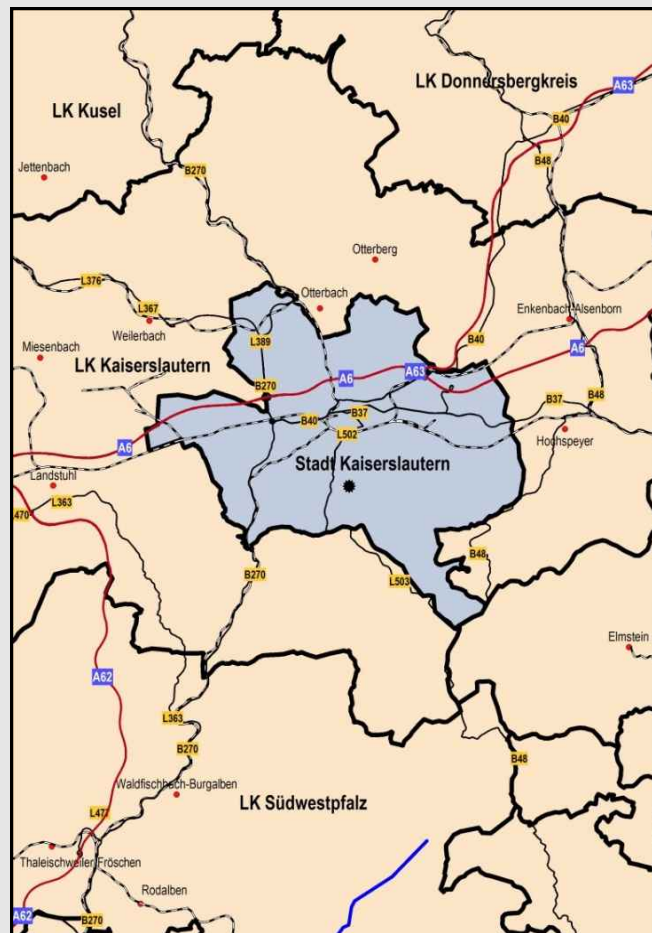 LK Donnersbergkreis
A63
LK Kusel
B40
B48
Jettenbach
B270
Otterberg
L376
Otterbach
L367
Enkenbach-Alsenborn
Weilerbach
L389
B40
Miesenbach
A6
LK Kaiserslautern
A63
A6
B270
B48
B37
B40
B37
L502
Hochspeyer
A6
Stadt Kaiserslautern
Landstuhl
L363
L470
B48
B270
L503
Elmstein
A62
L363
B270
B48
Waldfischbach-Burgalben
LK Südwestpfalz
L477
Thaleischweiler-Fröschen
Rodalben
A62
B270